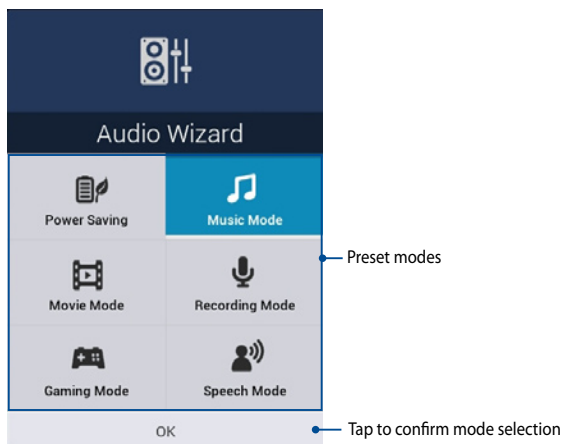 Audio Wizard
Power Saving
Music Mode
Preset modes
Movie Mode
Recording Mode
Gaming Mode
Speech Mode
OK
Tap to confirm mode selection